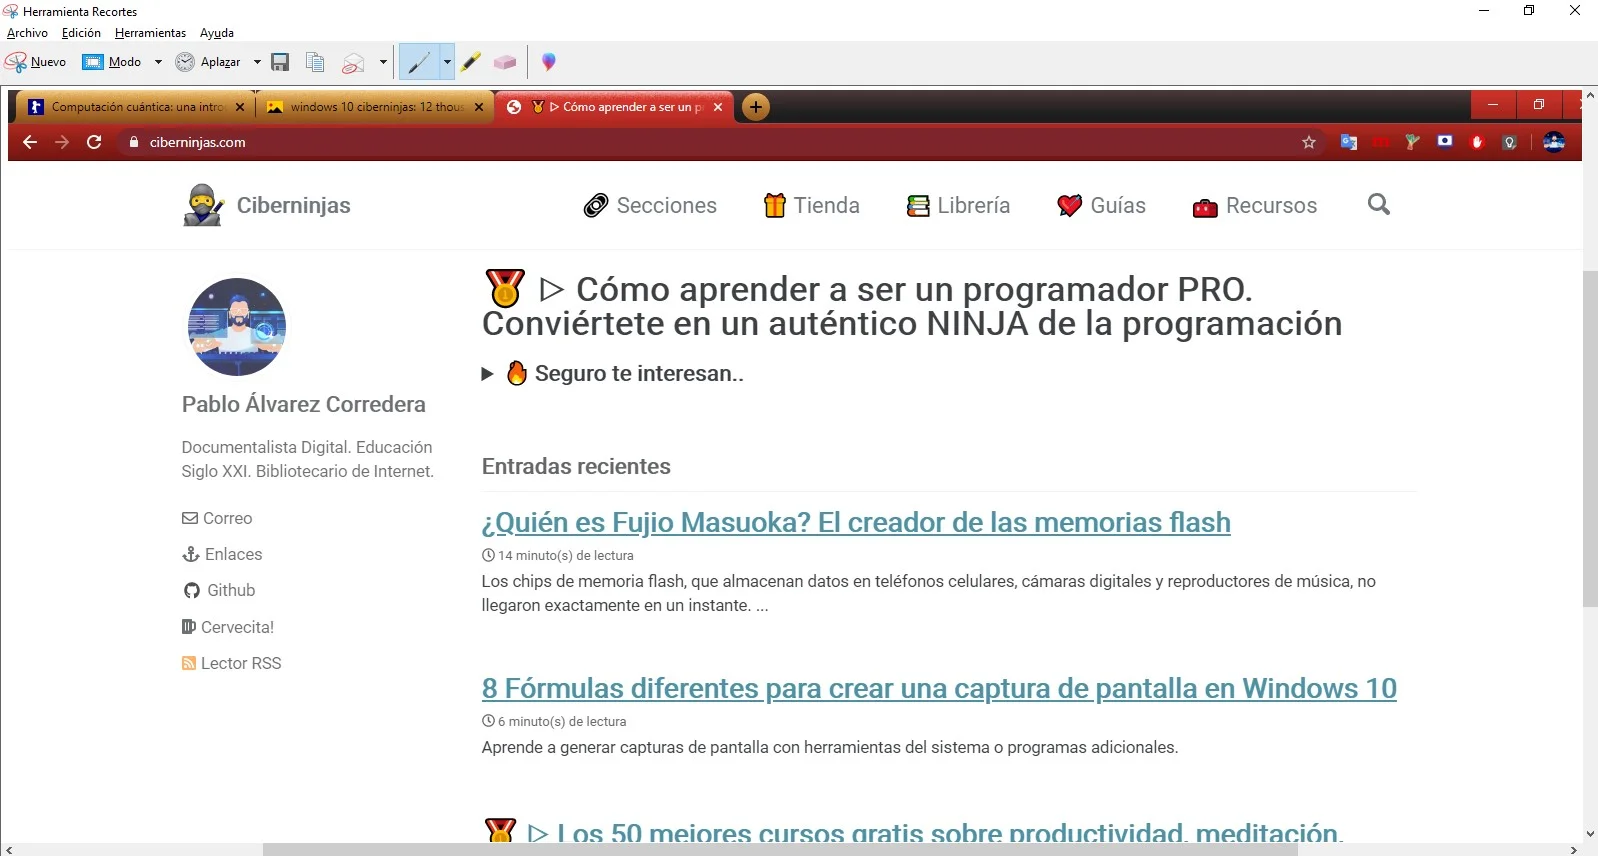 Herramienta Recortes
Archivo Edición Herramientas Ayuda
Nuevo Modo Aplazar
Computación cuántica: una intro windows 10 ciberninjas: 12 thous Cómo aprender a ser un pr
ciberninjas.com
Ciberninjas Secciones Tienda Librería Guías Recursos
▷ Cómo aprender a ser un programador PRO.
Conviértete en un auténtico NINJA de la programación
Seguro te interesan..
Pablo Álvarez Corredera
Documentalista Digital. Educación
Siglo XXI. Bibliotecario de Internet.
Correo
Enlaces
Github
Cervecita!
Lector RSS
Entradas recientes
¿Quién es Fujio Masuoka? El creador de las memorias flash
14 minuto(s) de lectura
Los chips de memoria flash, que almacenan datos en teléfonos celulares, cámaras digitales y reproductores de música, no
llegaron exactamente en un instante. ...
8 Fórmulas diferentes para crear una captura de pantalla en Windows 10
6 minuto(s) de lectura
Aprende a generar capturas de pantalla con herramientas del sistema o programas adicionales.
▷ Los 50 mejores cursos gratis sobre productividad, meditación,